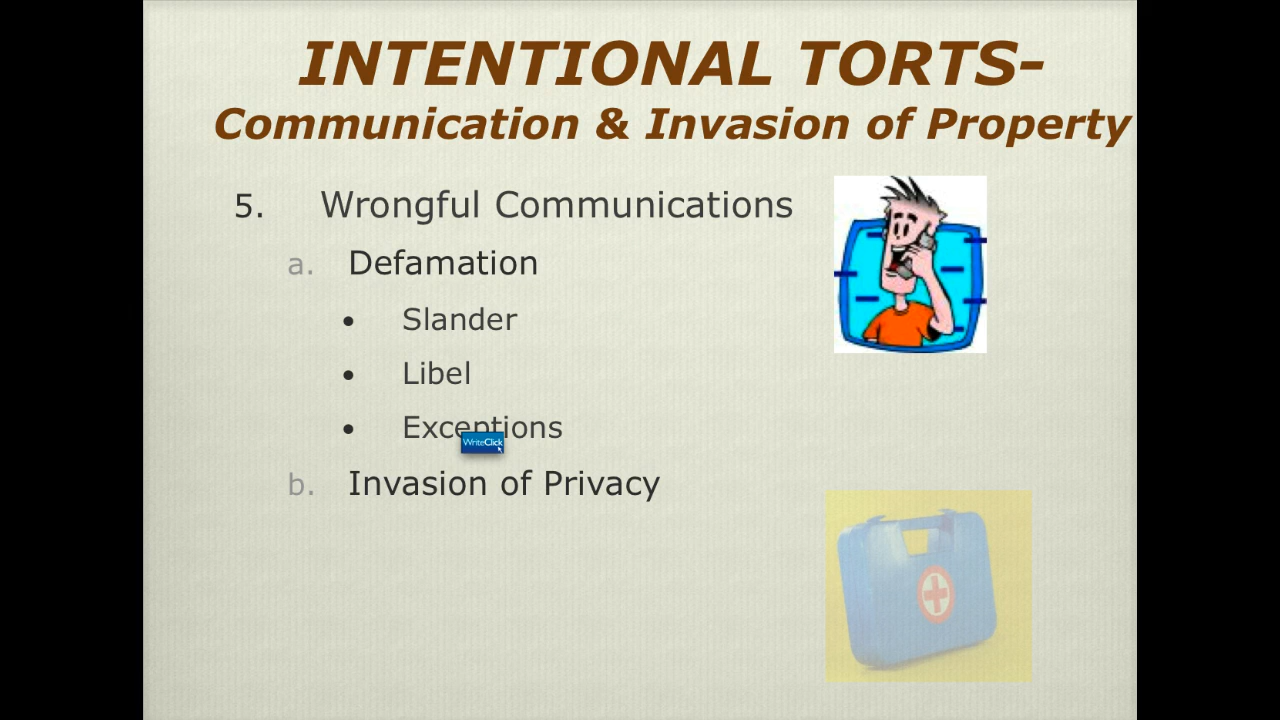 INTENTIONAL TORTS-
Communication & Invasion of Property
5. Wrongful Communications
a. Defamation
• Slander
• Libel
• Exceptions
WriteClick
b. Invasion of Privacy